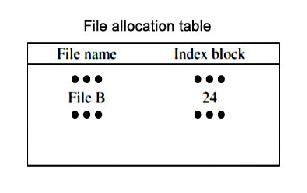 File allocation table
File name Index block
●●● ●●●
File B 24
●●● ●●●